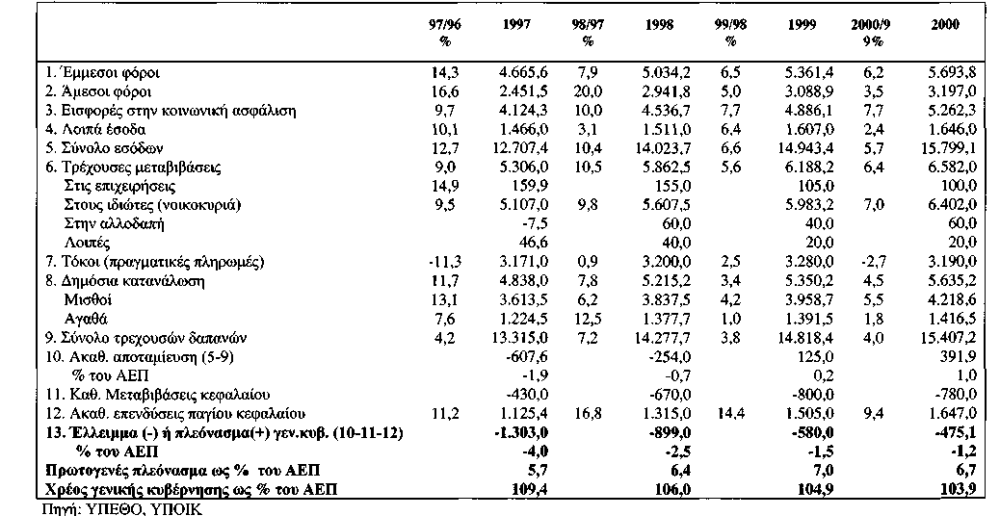 97/96 1997 98/97 1998 99/98 1999 2000/9 2000
% % % 9%
1. Έμμεσοι φόροι 14,3 4.665,6 7,9 5.034,2 6,5 5.361,4 6,2 5.693,8
2. Άμεσοι φόροι 16,6 2.451,5 20,0 2.941,8 5,0 3.088,9 3,5 3.197,0
3. Εισφορές στην κοινωνική ασφάλιση 9,7 4.124,3 10,0 4.536,7 7,7 4.886,1 7,7 5.262,3
4. Λοιπά έσοδα 10,1 1.466,0 3,1 1.511,0 6,4 1.607,0 2,4 1.646,0
5. Σύνολο εσόδων 12,7 12.707,4 10,4 14.023,7 6,6 14.943,4 5,7 15.799,1
6. Τρέχουσες μεταβιβάσεις 9,0 5.306,0 10,5 5.862,5 5,6 6.188,2 6,4 6.582,0
Στις επιχειρήσεις 14,9 159,9 155,0 105,0 100,0
Στους ιδιώτες (νοικοκυριά) 9,5 5.107,0 9,8 5.607,5 5.983,2 7,0 6.402,0
Στην αλλοδαπή -7,5 60,0 40,0 60,0
Λοιπές 46,6 40,0 20,0 20,0
7. Τόκοι (πραγματικές πληρωμές) -11,3 3.171,0 0,9 3.200,0 2,5 3.280,0 -2,7 3.190,0
8. Δημόσια κατανάλωση 11,7 4.838,0 7,8 5.215,2 3,4 5.350,2 4,5 5.635,2
Μισθοί 13,1 3.613,5 6,2 3.837,5 4,2 3.958,7 5,5 4.218,6
Αγαθά 7,6 1.224,5 12,5 1.377,7 1,0 1.391,5 1,8 1.416,5
9. Σύνολο τρεχουσών δαπανών 4,2 13.315,0 7,2 14.277,7 3,8 14.818,4 4,0 15.407,2
10. Ακαθ. αποταμίευση (5-9) -607,6 -254,0 125,0 391,9
% του ΑΕΠ -1,9 -0,7 0,2 1,0
11. Καθ. Μεταβιβάσεις κεφαλαίου -430,0 -670,0 -800,0 -780,0
12. Ακαθ. επενδύσεις παγίου κεφαλαίου 11,2 1.125,4 16,8 1.315,0 14,4 1.505,0 9,4 1.647,0
13. Έλλειμμα (-) ή πλεόνασμα(+) γεν.κυβ. (10-11-12) -1.303,0 -899,0 -580,0 -475,1
% του ΑΕΠ -4,0 -2,5 -1,5 -1,2
Πρωτογενές πλεόνασμα ως % του ΑΕΠ 5,7 6,4 7,0 6,7
Χρέος γενικής κυβέρνησης ως % του ΑΕΠ 109,4 106,0 104,9 103,9
Πηγή: ΥΠΕΘΟ, ΥΠΟΙΚ